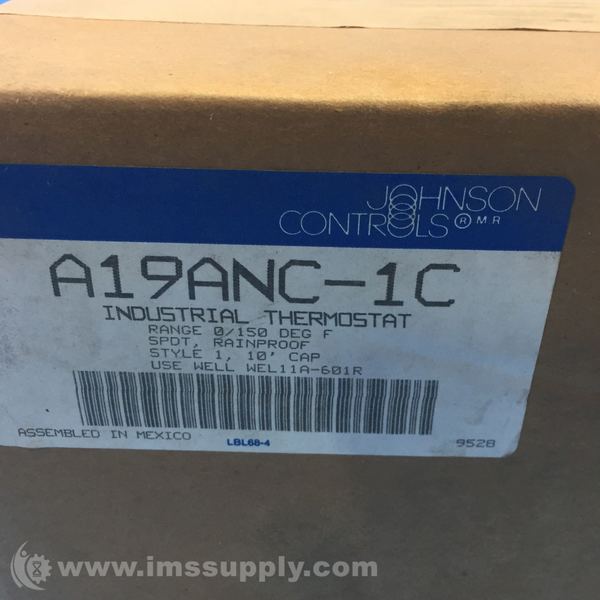 JOHNSON
CONTROLS ® M R
A19ANC-1C
INDUSTRIAL THERMOSTAT
RANGE 0/150 DEG F
SPDT, RAINPROOF
STYLE 1, 10' CAP
USE WELL WEL11A-601R
ASSEMBLED IN MEXICO
LBL68-4
9528
www.imssupply.com